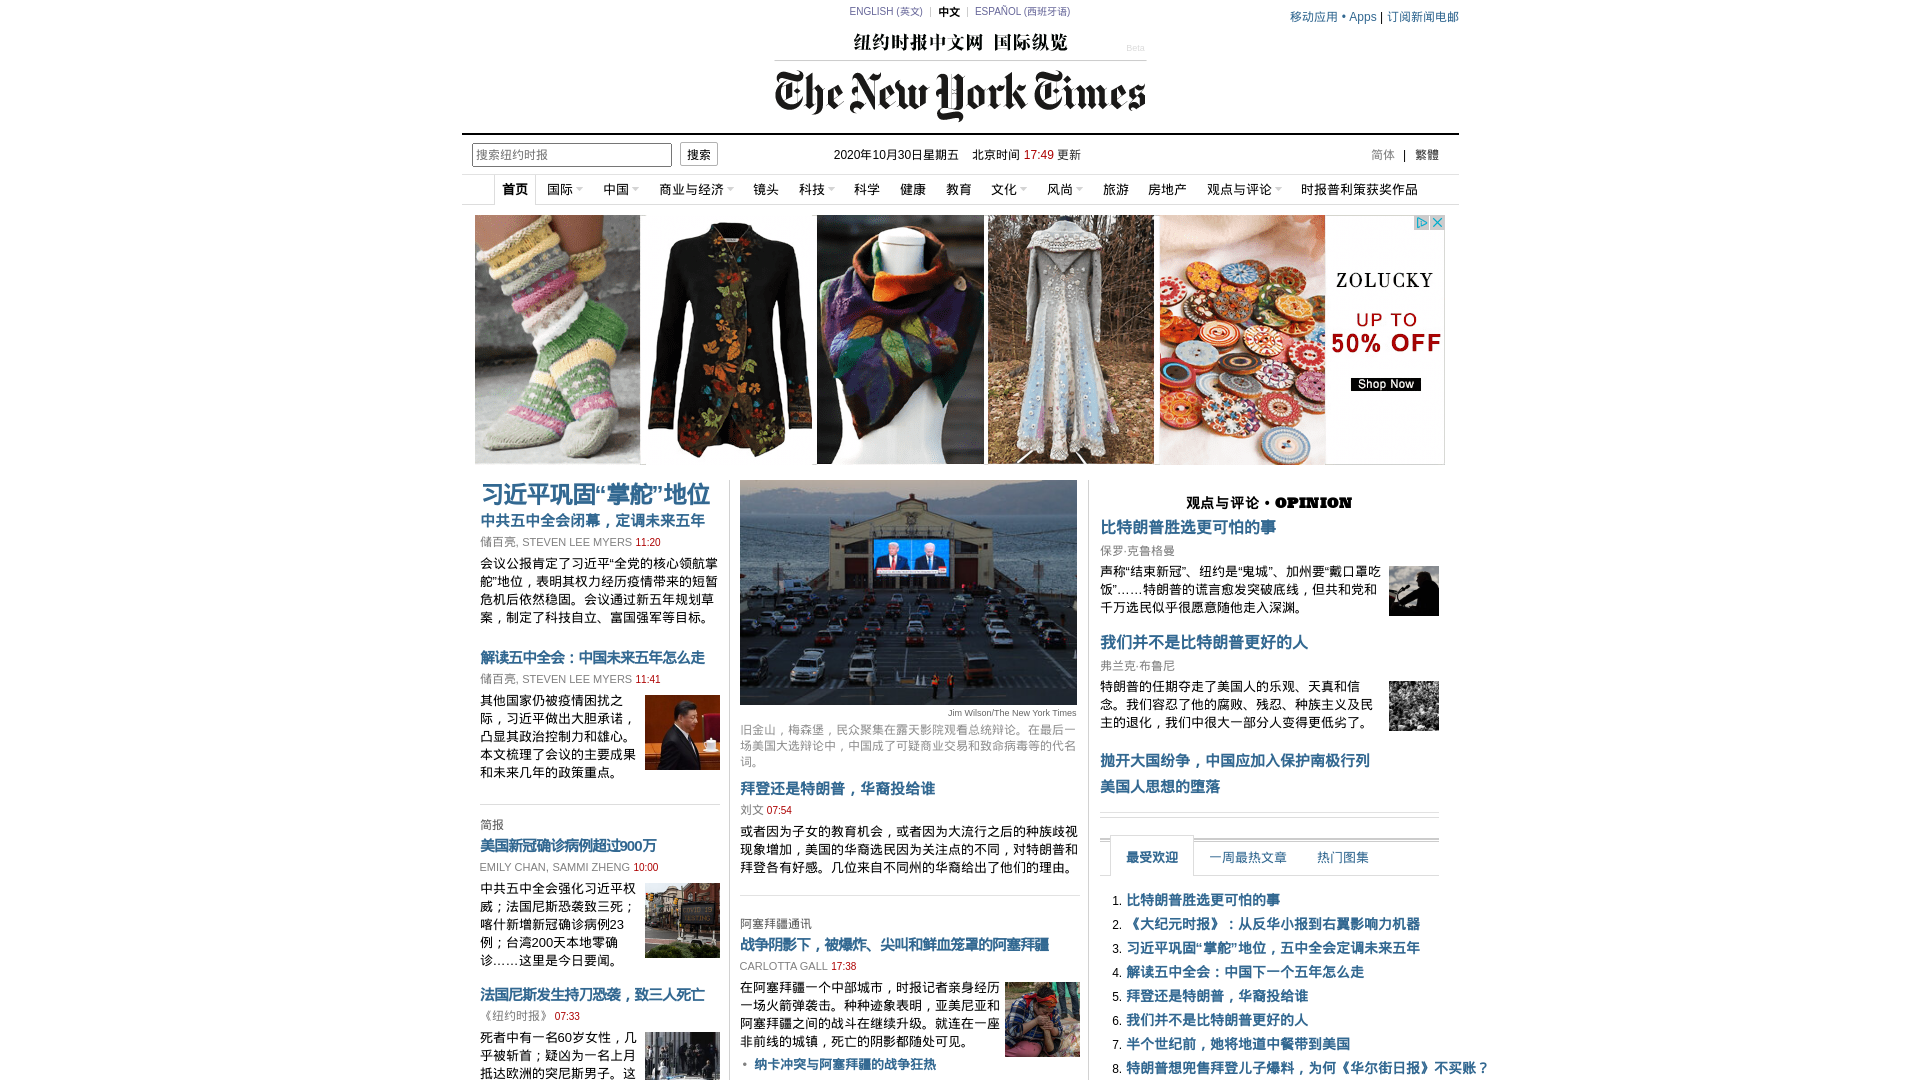 ENGLISH (英文) | 中文 | ESPAÑOL (西班牙语)
移动应用 • Apps | 订阅新闻电邮
纽约时报中文网 国际纵览
Beta
The New York Times
搜索纽约时报 搜索
2020年10月30日星期五 北京时间 17:49 更新
简体 | 繁體
首页 国际 中国 商业与经济 镜头 科技 科学 健康 教育 文化 风尚 旅游 房地产 观点与评论 时报普利策获奖作品
ZOLUCKY
UP TO
50% OFF
Shop Now
习近平巩固“掌舵”地位
中共五中全会闭幕，定调未来五年
储百亮, STEVEN LEE MYERS 11:20
会议公报肯定了习近平“全党的核心领航掌
舵”地位，表明其权力经历疫情带来的短暂
危机后依然稳固。会议通过新五年规划草
案，制定了科技自立、富国强军等目标。
解读五中全会：中国未来五年怎么走
储百亮, STEVEN LEE MYERS 11:41
其他国家仍被疫情困扰之
际，习近平做出大胆承诺，
凸显其政治控制力和雄心。
本文梳理了会议的主要成果
和未来几年的政策重点。
简报
美国新冠确诊病例超过900万
EMILY CHAN, SAMMI ZHENG 10:00
中共五中全会强化习近平权
威；法国尼斯恐袭致三死；
喀什新增新冠确诊病例23
例；台湾200天本地零确
诊……这里是今日要闻。
法国尼斯发生持刀恐袭，致三人死亡
《纽约时报》 07:33
死者中有一名60岁女性，几
乎被斩首；疑凶为一名上月
抵达欧洲的突尼斯男子。这
Jim Wilson/The New York Times
旧金山，梅森堡，民众聚集在露天影院观看总统辩论。在最后一
场美国大选辩论中，中国成了可疑商业交易和致命病毒等的代名
词。
拜登还是特朗普，华裔投给谁
刘文 07:54
或者因为子女的教育机会，或者因为大流行之后的种族歧视
现象增加，美国的华裔选民因为关注点的不同，对特朗普和
拜登各有好感。几位来自不同州的华裔给出了他们的理由。
阿塞拜疆通讯
战争阴影下，被爆炸、尖叫和鲜血笼罩的阿塞拜疆
CARLOTTA GALL 17:38
在阿塞拜疆一个中部城市，时报记者亲身经历
一场火箭弹袭击。种种迹象表明，亚美尼亚和
阿塞拜疆之间的战斗在继续升级。就连在一座
非前线的城镇，死亡的阴影都随处可见。
• 纳卡冲突与阿塞拜疆的战争狂热
观点与评论 • OPINION
比特朗普胜选更可怕的事
保罗·克鲁格曼
声称“结束新冠”、纽约是“鬼城”、加州要“戴口罩吃
饭”……特朗普的谎言愈发突破底线，但共和党和
千万选民似乎很愿意随他走入深渊。
我们并不是比特朗普更好的人
弗兰克·布鲁尼
特朗普的任期夺走了美国人的乐观、天真和信
念。我们容忍了他的腐败、残忍、种族主义及民
主的退化，我们中很大一部分人变得更低劣了。
抛开大国纷争，中国应加入保护南极行列
美国人思想的堕落
最受欢迎 一周最热文章 热门图集
1. 比特朗普胜选更可怕的事
2. 《大纪元时报》：从反华小报到右翼影响力机器
3. 习近平巩固“掌舵”地位，五中全会定调未来五年
4. 解读五中全会：中国下一个五年怎么走
5. 拜登还是特朗普，华裔投给谁
6. 我们并不是比特朗普更好的人
7. 半个世纪前，她将地道中餐带到美国
8. 特朗普想兜售拜登儿子爆料，为何《华尔街日报》不买账？